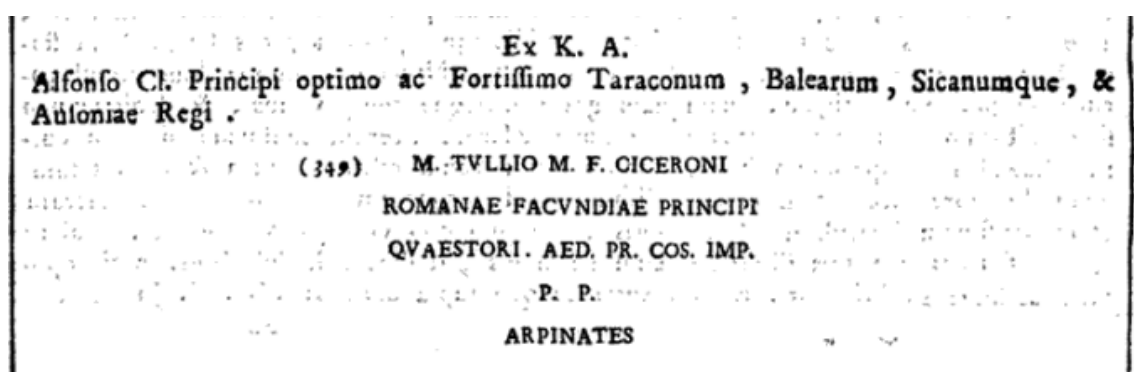 Ex K. A.
Alfonſo Cl. Principi optimo ac Fortiſſimo Taraconum , Balearum , Sicanumque , &
Auſoniae Regi .
(349) M. TVLLIO M. F. CICERONI
ROMANAE FACVNDIAE PRINCIPI
QVAESTORI. AED. PR. COS. IMP.
P. P.
ARPINATES